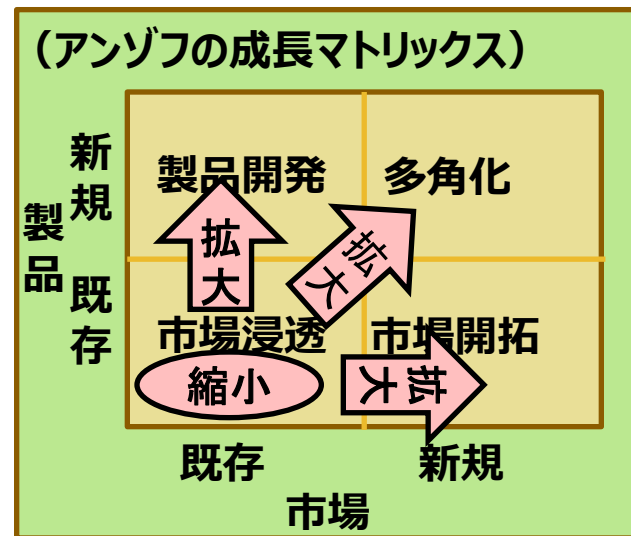 （アンゾフの成長マトリックス）
製品
新規
既存
製品開発
多角化
拡大
拡大
市場浸透
市場開拓
縮小
拡大
既存
新規
市場